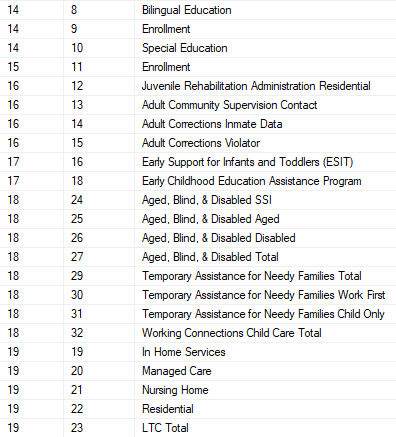 14 8 Bilingual Education
14 9 Enrollment
14 10 Special Education
15 11 Enrollment
16 12 Juvenile Rehabilitation Administration Residential
16 13 Adult Community Supervision Contact
16 14 Adult Corrections Inmate Data
16 15 Adult Corrections Violator
17 16 Early Support for Infants and Toddlers (ESIT)
17 18 Early Childhood Education Assistance Program
18 24 Aged, Blind, & Disabled SSI
18 25 Aged, Blind, & Disabled Aged
18 26 Aged, Blind, & Disabled Disabled
18 27 Aged, Blind, & Disabled Total
18 29 Temporary Assistance for Needy Families Total
18 30 Temporary Assistance for Needy Families Work First
18 31 Temporary Assistance for Needy Families Child Only
18 32 Working Connections Child Care Total
19 19 In Home Services
19 20 Managed Care
19 21 Nursing Home
19 22 Residential
19 23 LTC Total